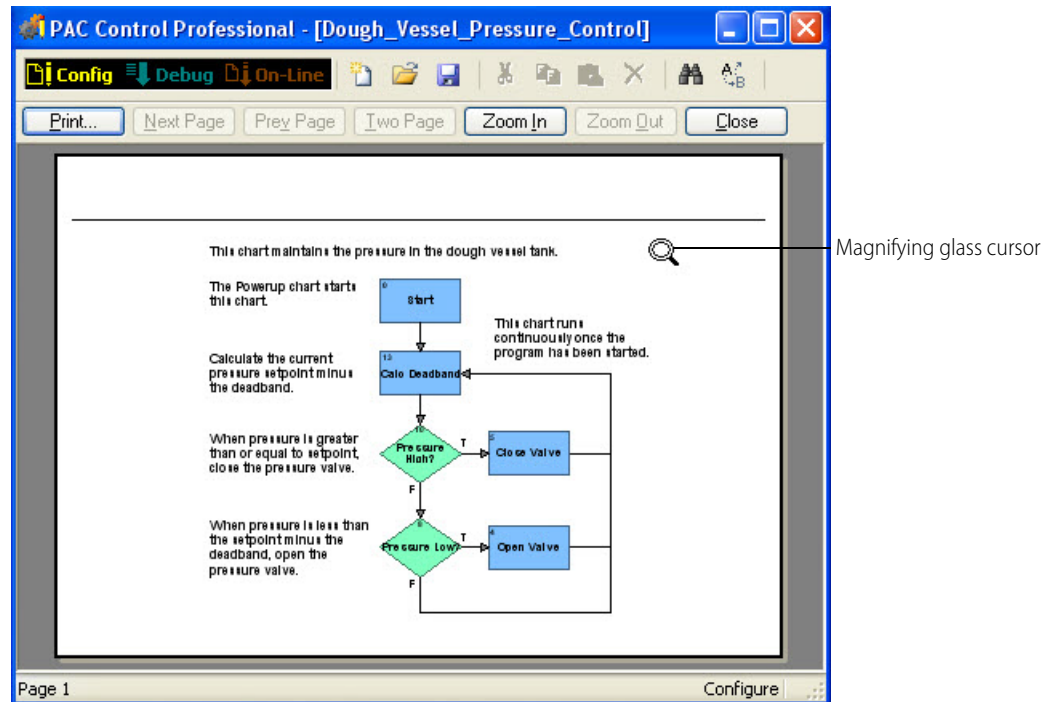 PAC Control Professional - [Dough_Vessel_Pressure_Control]
Config Debug On-Line
Print... Next Page Prev Page Two Page Zoom In Zoom Out Close
This chart maintains the pressure in the dough vessel tank.
Magnifying glass cursor
The Powerup chart starts
this chart.
0
Start
This chart runs
continuously once the
program has been started.
Calculate the current
pressure setpoint minus
the deadband.
13
Calc Deadband
When pressure is greater
than or equal to setpoint,
close the pressure valve.
Pressure
High?
T
F
5
Close Valve
When pressure is less than
the setpoint minus the
deadband, open the
pressure valve.
Pressure Low?
T
F
4
Open Valve
Page 1
Configure